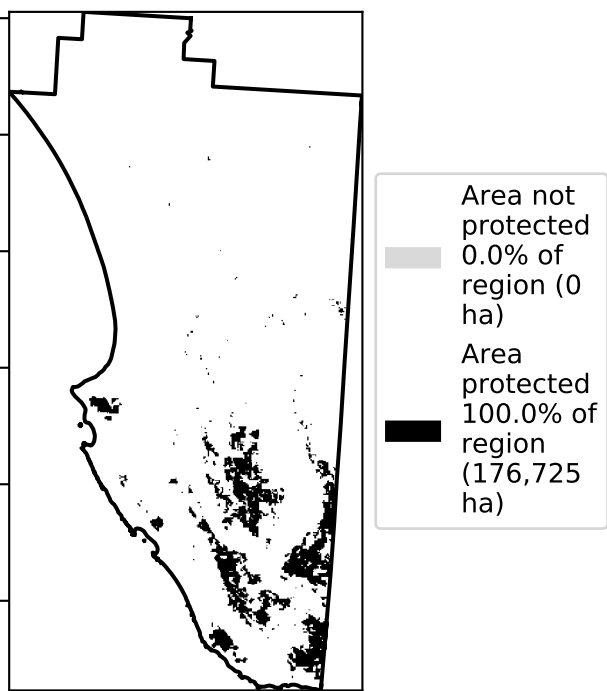 Area not
protected
0.0% of
region (0
ha)
Area
protected
100.0% of
region
(176,725
ha)